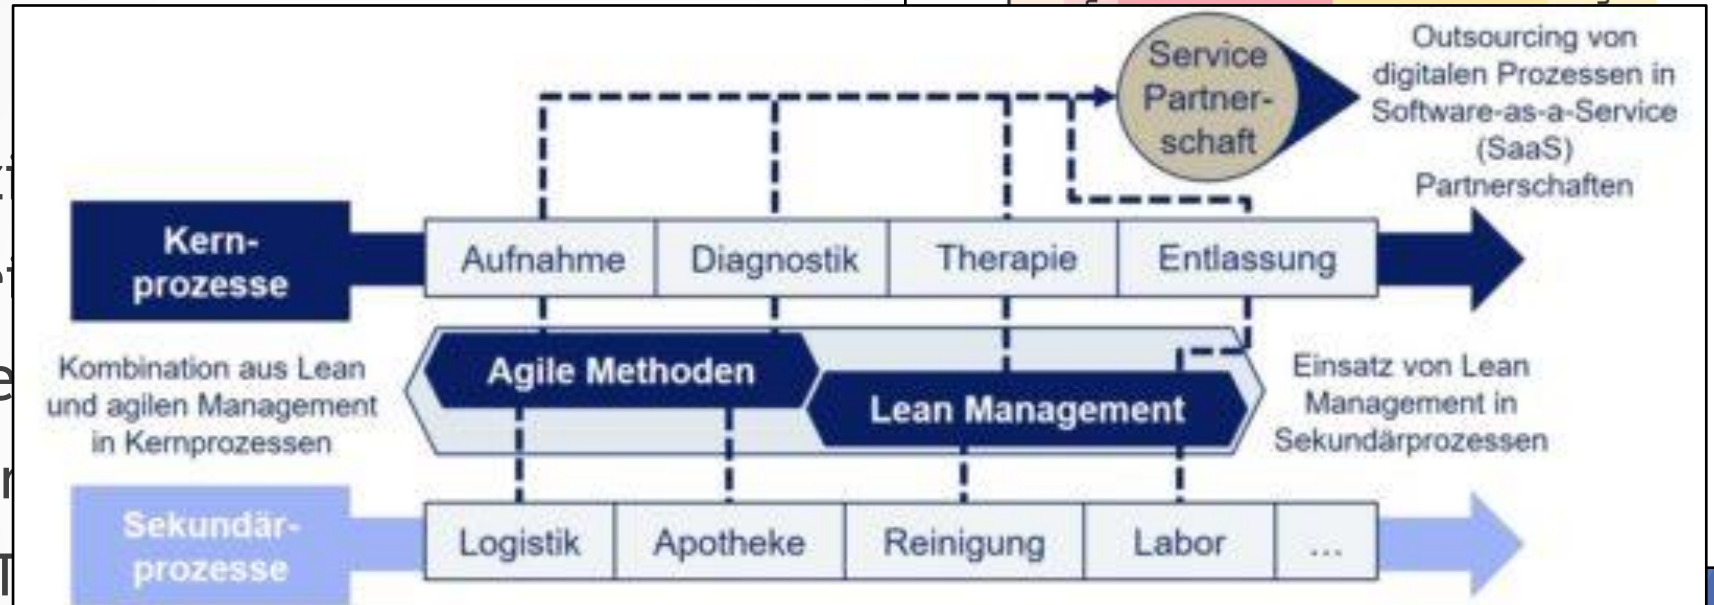 Service
Partner-
schaft
Outsourcing von
digitalen Prozessen in
Software-as-a-Service
(SaaS)
Partnerschaften
Kern-
prozesse
Aufnahme
Diagnostik
Therapie
Entlassung
Kombination aus Lean
und agilen Management
in Kernprozessen
Agile Methoden
Lean Management
Einsatz von Lean
Management in
Sekundärprozessen
Sekundär-
prozesse
Logistik
Apotheke
Reinigung
Labor
...